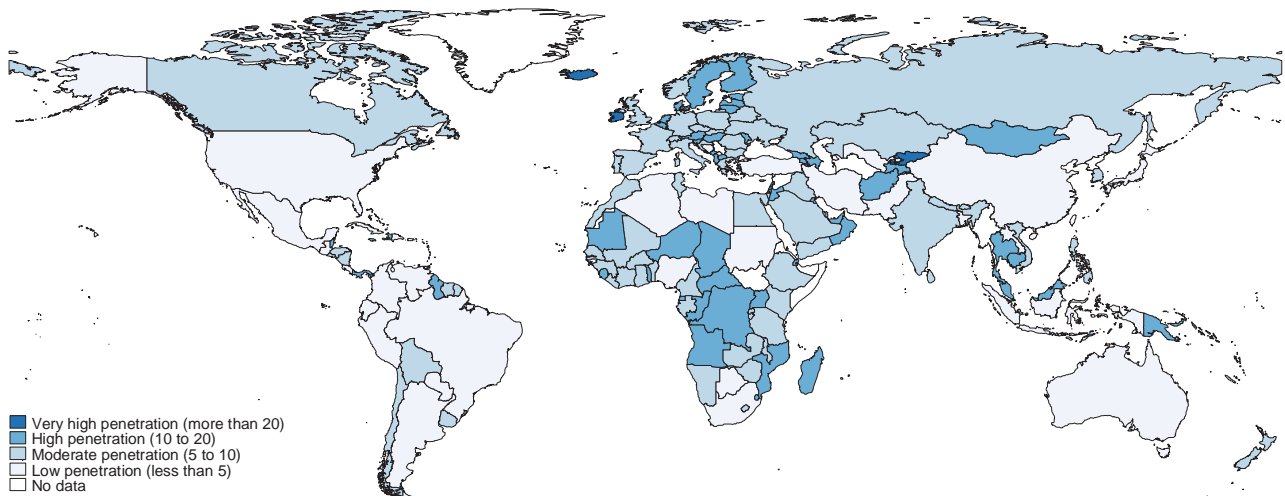 Very high penetration (more than 20)
High penetration (10 to 20)
Moderate penetration (5 to 10)
Low penetration (less than 5)
No data